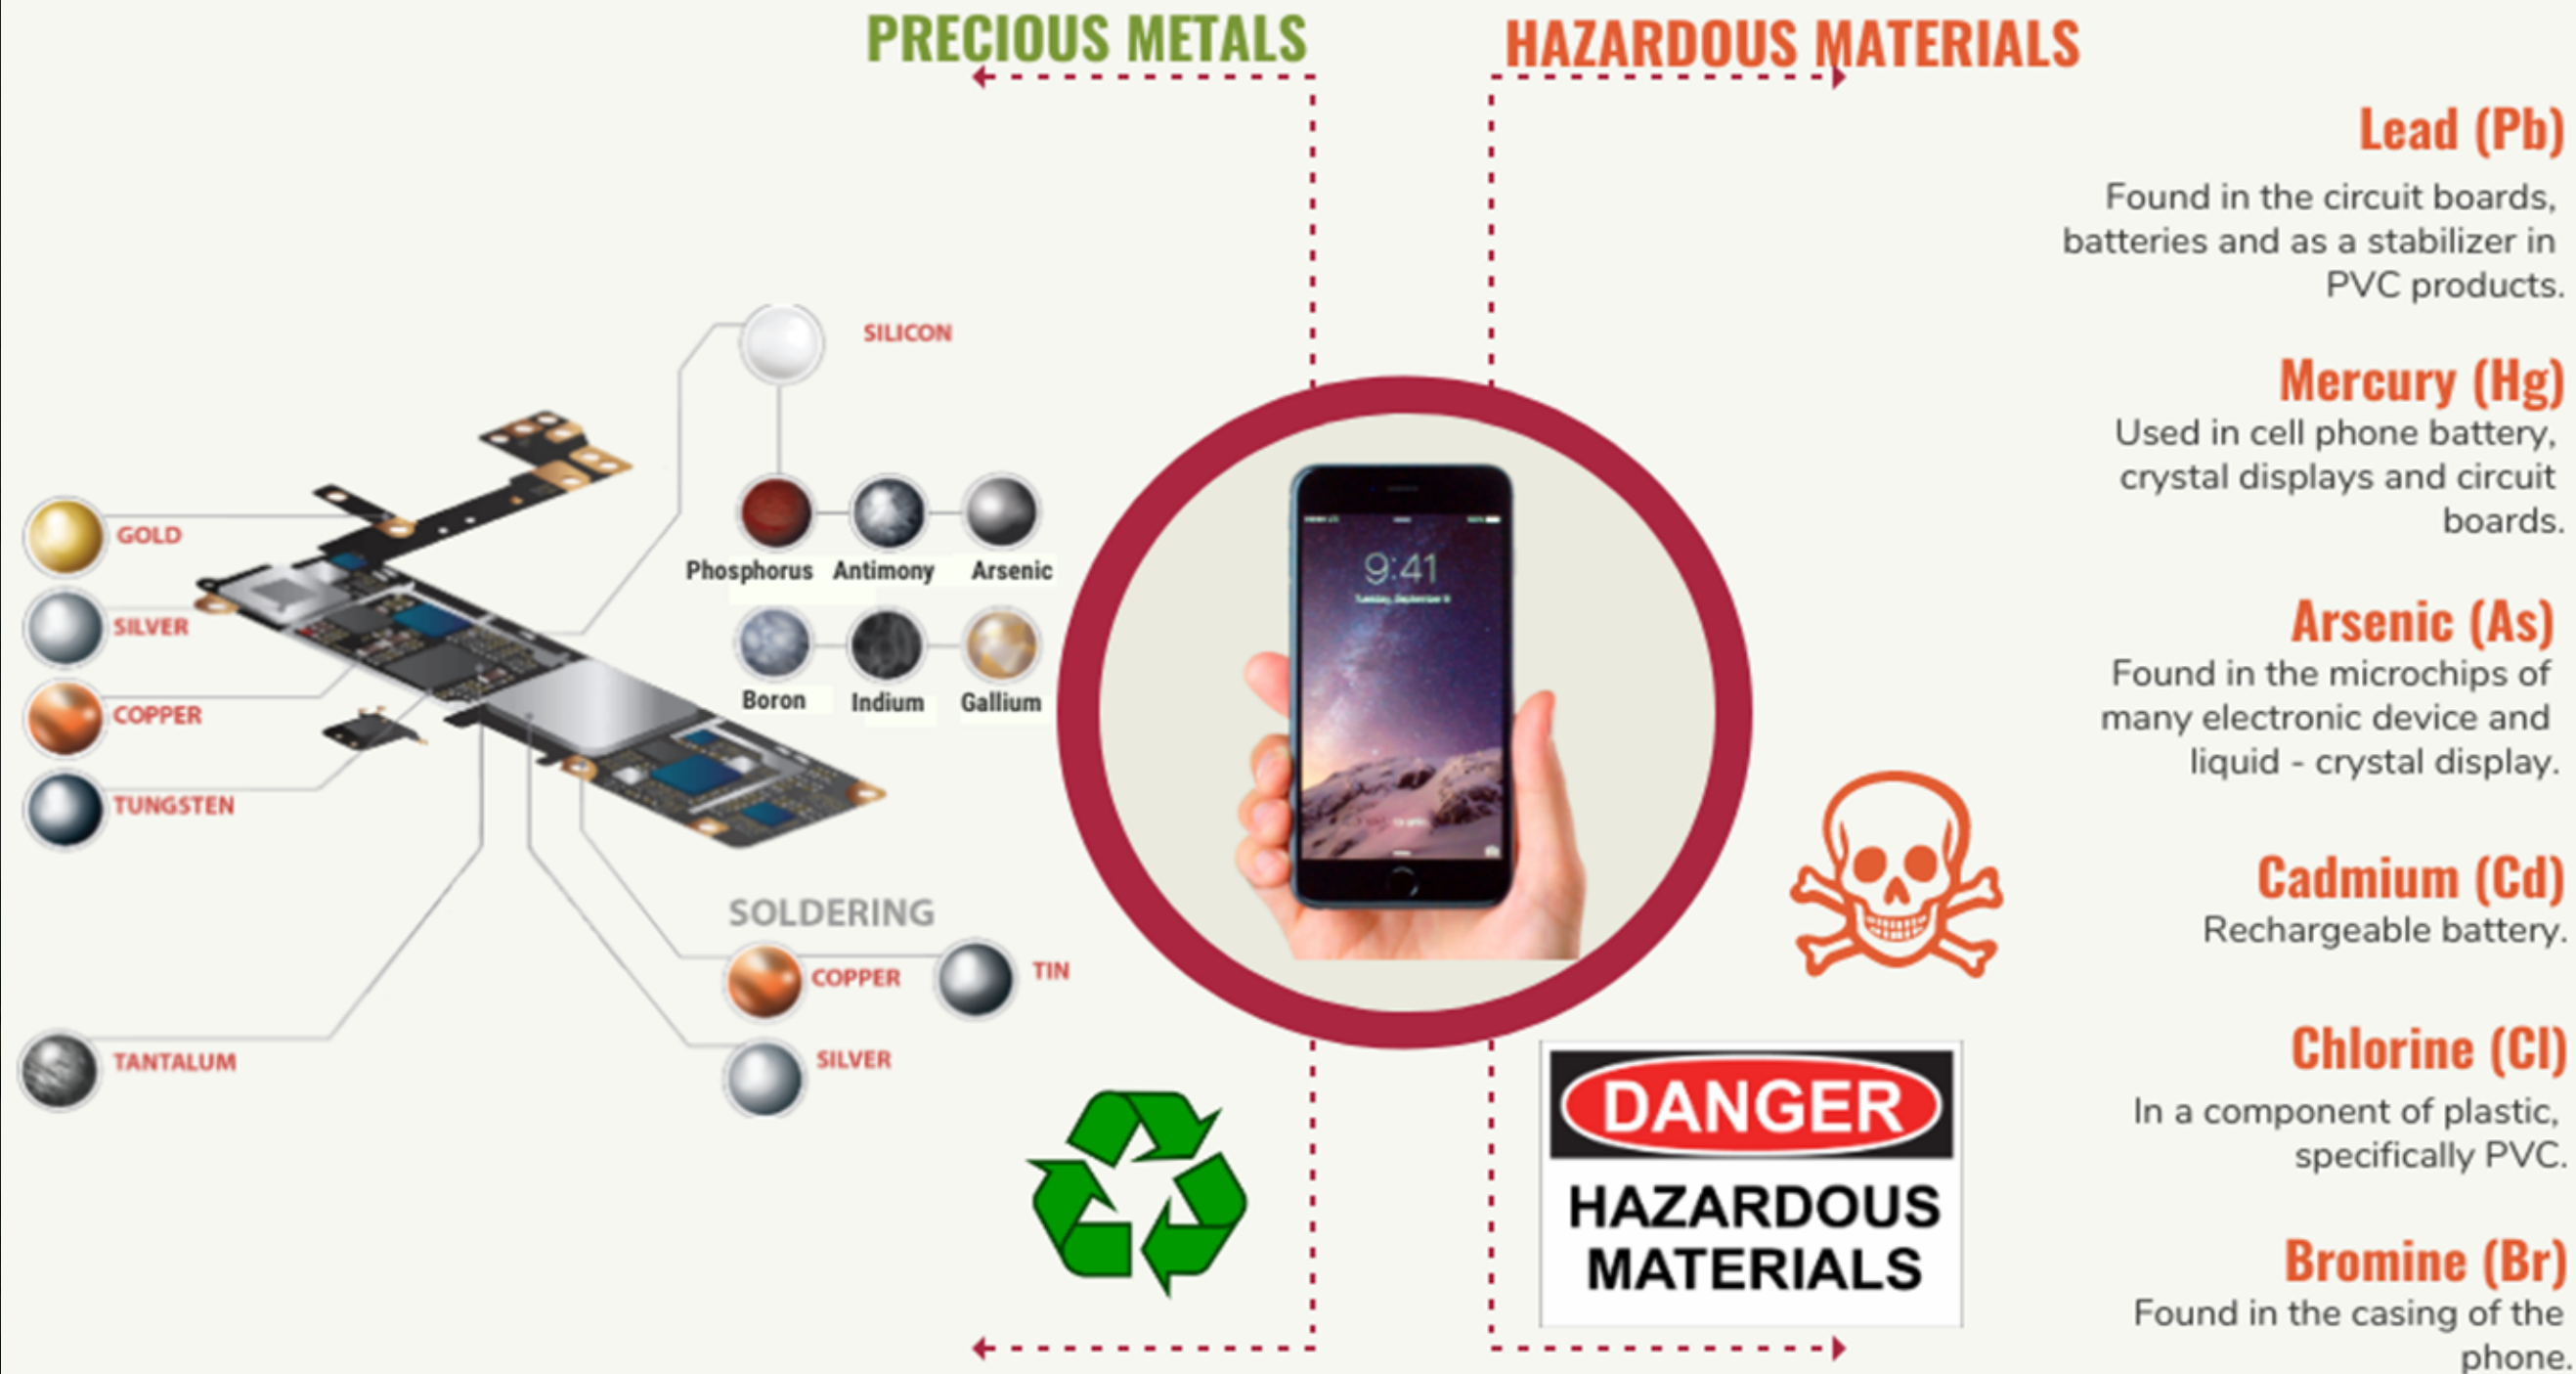 PRECIOUS METALS
SILICON
Phosphorus Antimony Arsenic
Boron Indium Gallium
GOLD
SILVER
COPPER
TUNGSTEN
TANTALUM
SOLDERING
COPPER
TIN
SILVER
9:41
Tuesday, September 9
HAZARDOUS MATERIALS
Lead (Pb)
Found in the circuit boards,
batteries and as a stabilizer in
PVC products.
Mercury (Hg)
Used in cell phone battery,
crystal displays and circuit
boards.
Arsenic (As)
Found in the microchips of
many electronic device and
liquid - crystal display.
Cadmium (Cd)
Rechargeable battery.
Chlorine (Cl)
In a component of plastic,
specifically PVC.
Bromine (Br)
Found in the casing of the
phone.
DANGER
HAZARDOUS
MATERIALS